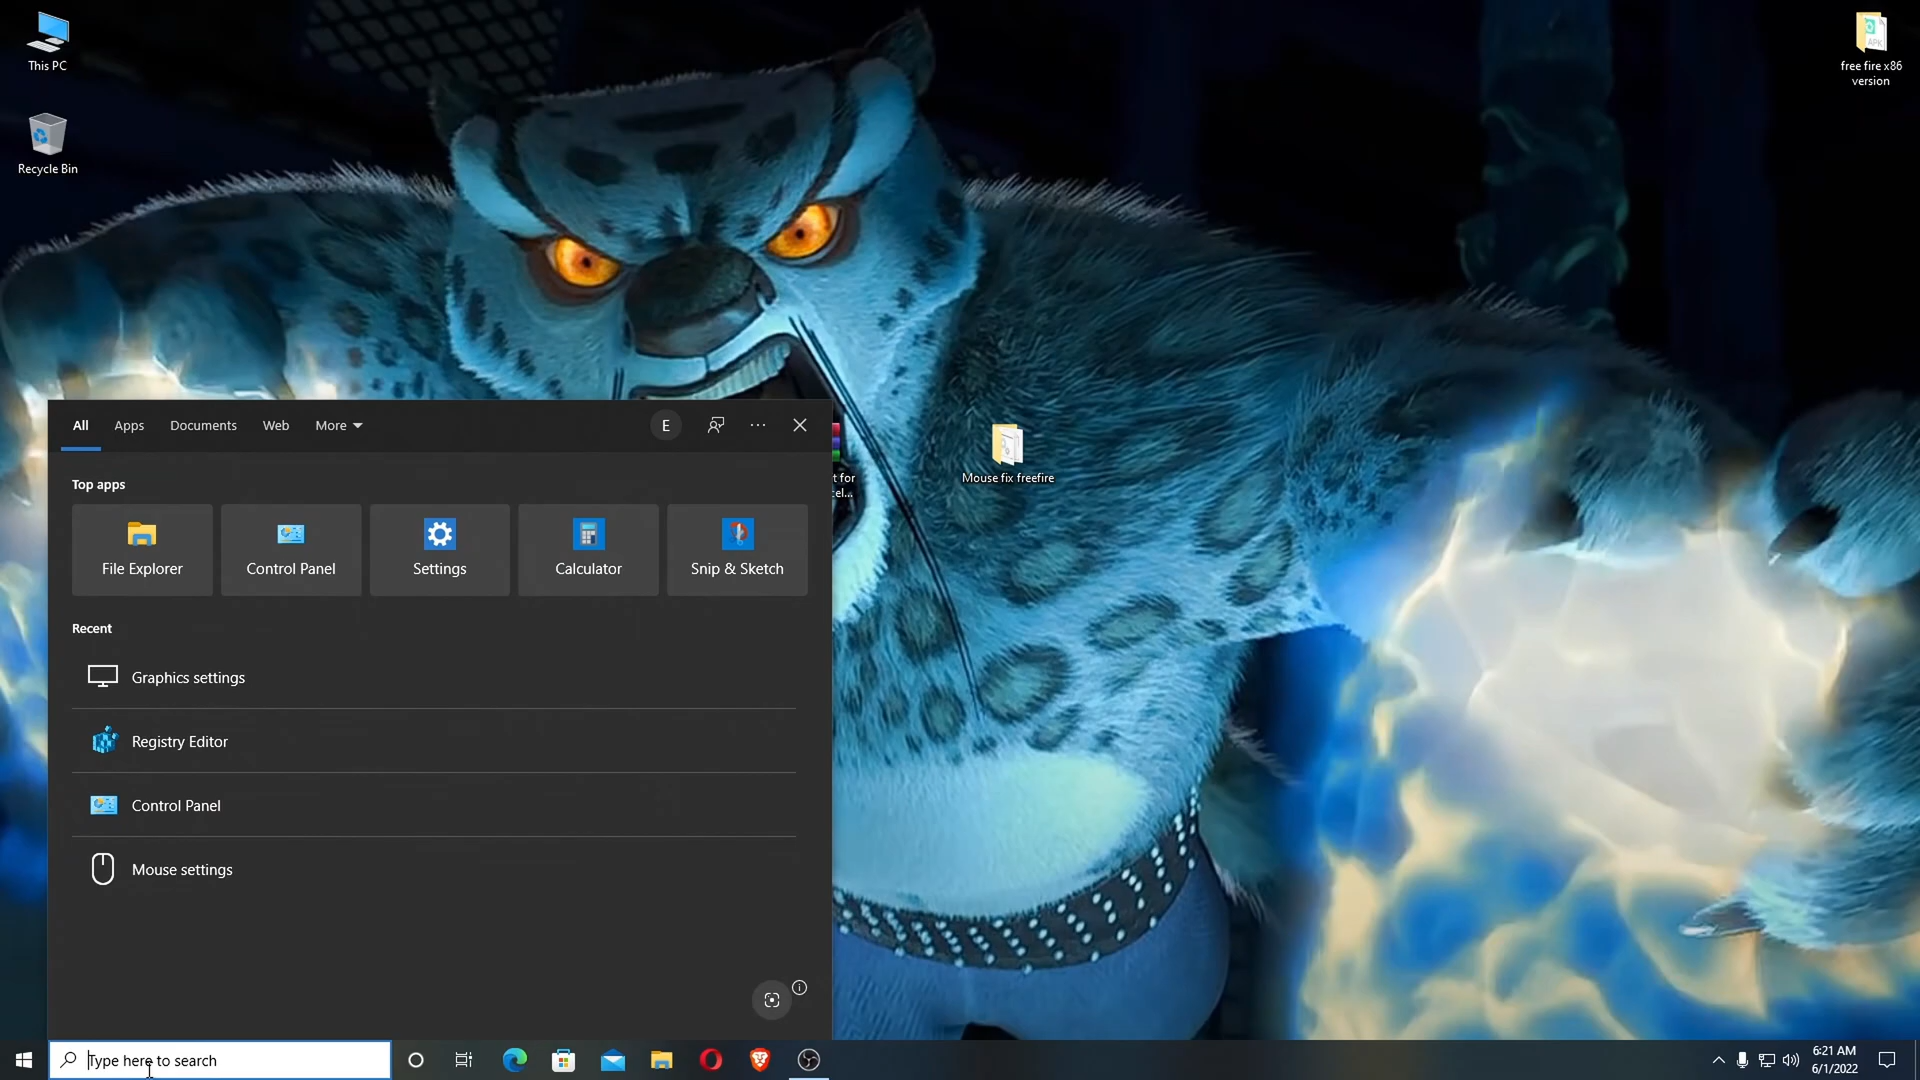 This PC
Recycle Bin
free fire x86
version
All
Apps
Documents
Web
More
E
Top apps
File Explorer
Control Panel
Settings
Calculator
Snip & Sketch
Recent
Graphics settings
Registry Editor
Control Panel
Mouse settings
t for
cel...
Mouse fix freefire
Type here to search
6:21 AM
6/1/2022